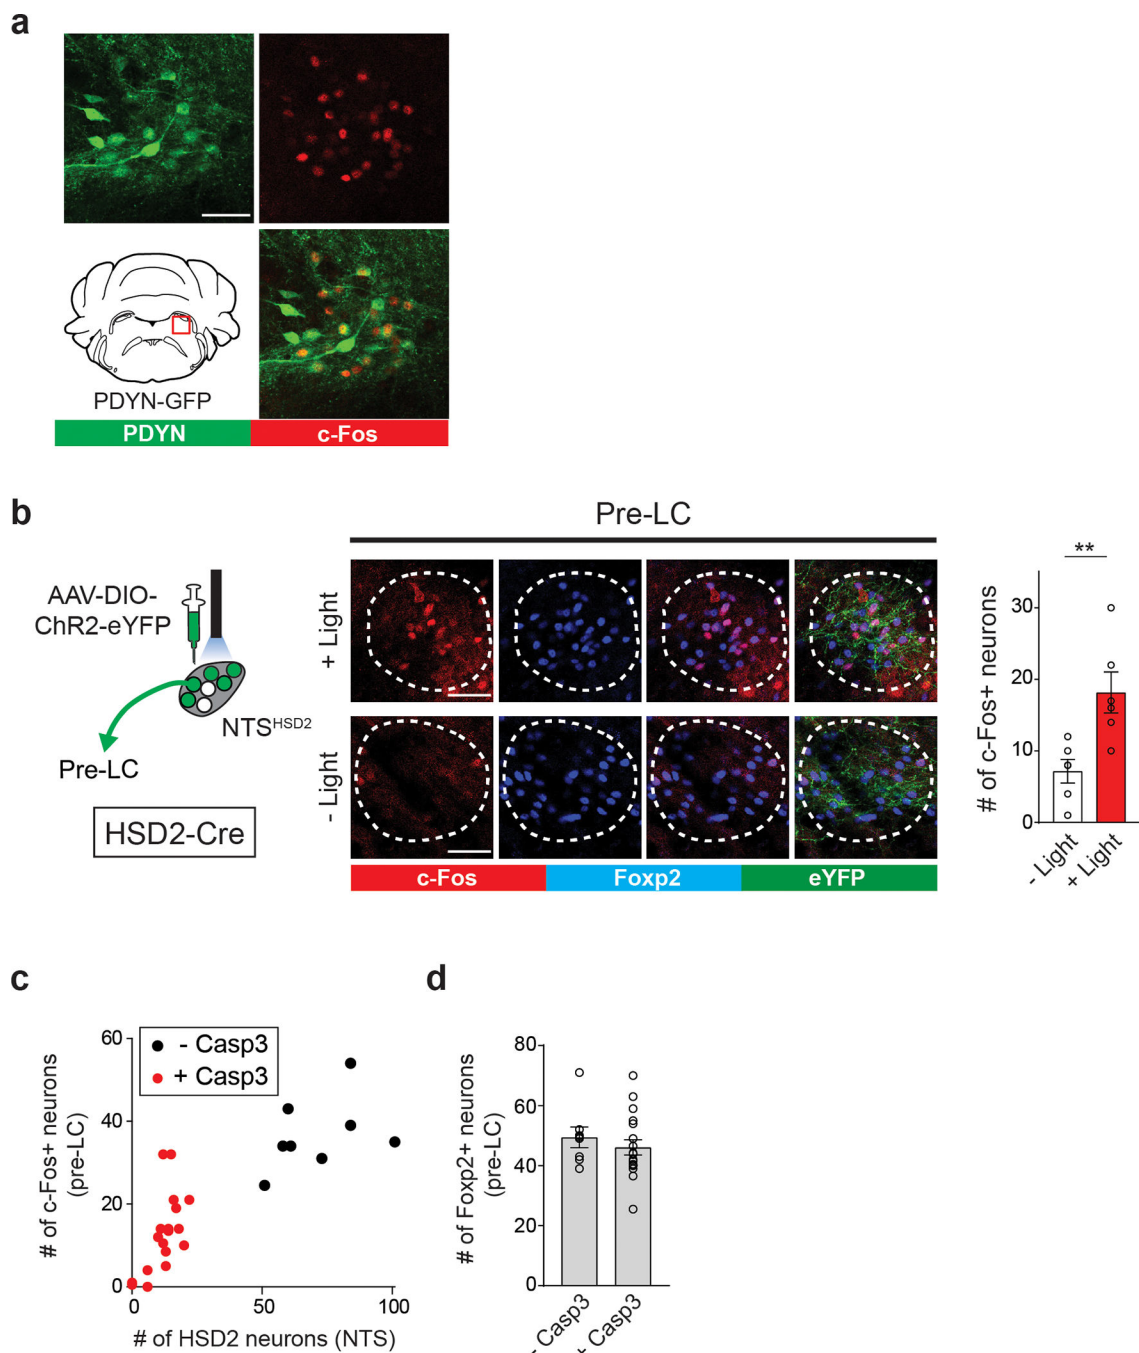 a
PDYN-GFP
PDYN
c-Fos
b
Pre-LC
AAV-DIO-
ChR2-eYFP
NTSHSD2
Pre-LC
HSD2-Cre
+ Light
- Light
c-Fos
Foxp2
eYFP
**
# of c-Fos+ neurons
30
20
10
0
- Light
+ Light
c
# of c-Fos+ neurons
(pre-LC)
60
40
20
0
- Casp3
+ Casp3
0
50
100
# of HSD2 neurons (NTS)
d
# of Foxp2+ neurons
(pre-LC)
80
60
40
20
0
- Casp3
+ Casp3